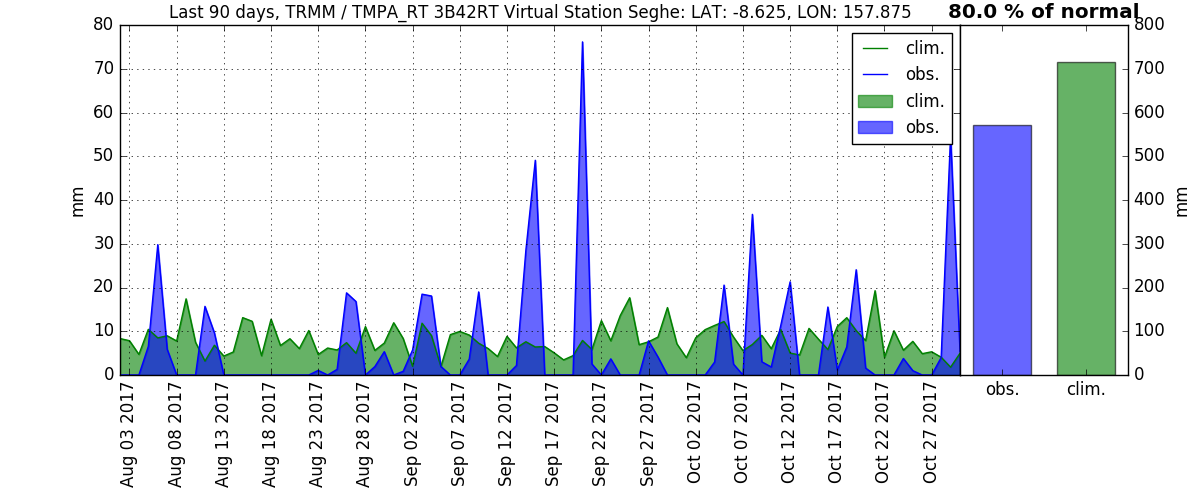 Last 90 days, TRMM / TMPA_RT 3B42RT Virtual Station Seghe: LAT: -8.625, LON: 157.875
80.0 % of normal
80
70
60
50
40
30
20
10
0
mm
clim.
obs.
clim.
obs.
Aug 03 2017
Aug 08 2017
Aug 13 2017
Aug 18 2017
Aug 23 2017
Aug 28 2017
Sep 02 2017
Sep 07 2017
Sep 12 2017
Sep 17 2017
Sep 22 2017
Sep 27 2017
Oct 02 2017
Oct 07 2017
Oct 12 2017
Oct 17 2017
Oct 22 2017
Oct 27 2017
800
700
600
500
400
300
200
100
0
mm
obs.
clim.